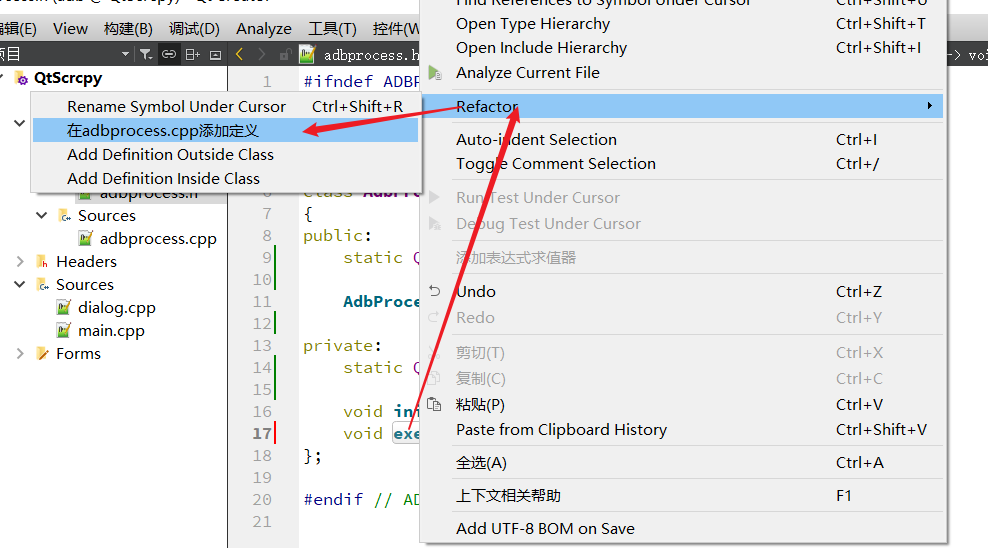 Qt Creator
编辑(E) View 构建(B) 调试(D) Analyze 工具(T) 控件(W
项目
adbprocess.h
QtScrcpy
Rename Symbol Under Cursor Ctrl+Shift+R
在adbprocess.cpp添加定义
Add Definition Outside Class
Add Definition Inside Class
adbprocess.h
Sources
adbprocess.cpp
Headers
Sources
dialog.cpp
main.cpp
Forms
1 #ifndef ADBP
6
7 {
8 public:
9 static Q
10
11 AdbProce
12
13 private:
14 static Q
15
16 void ini
17 void exe
18 };
19
20 #endif // AD
21
Find References to Symbol Under Cursor Ctrl+Shift+U
Open Type Hierarchy Ctrl+Shift+T
Open Include Hierarchy Ctrl+Shift+I
Analyze Current File
Refactor
Auto-indent Selection Ctrl+I
Toggle Comment Selection Ctrl+/
Run Test Under Cursor
Debug Test Under Cursor
添加表达式求值器
Undo Ctrl+Z
Redo Ctrl+Y
剪切(T) Ctrl+X
复制(C) Ctrl+C
粘贴(P) Ctrl+V
Paste from Clipboard History Ctrl+Shift+V
全选(A) Ctrl+A
上下文相关帮助 F1
Add UTF-8 BOM on Save
-> voi